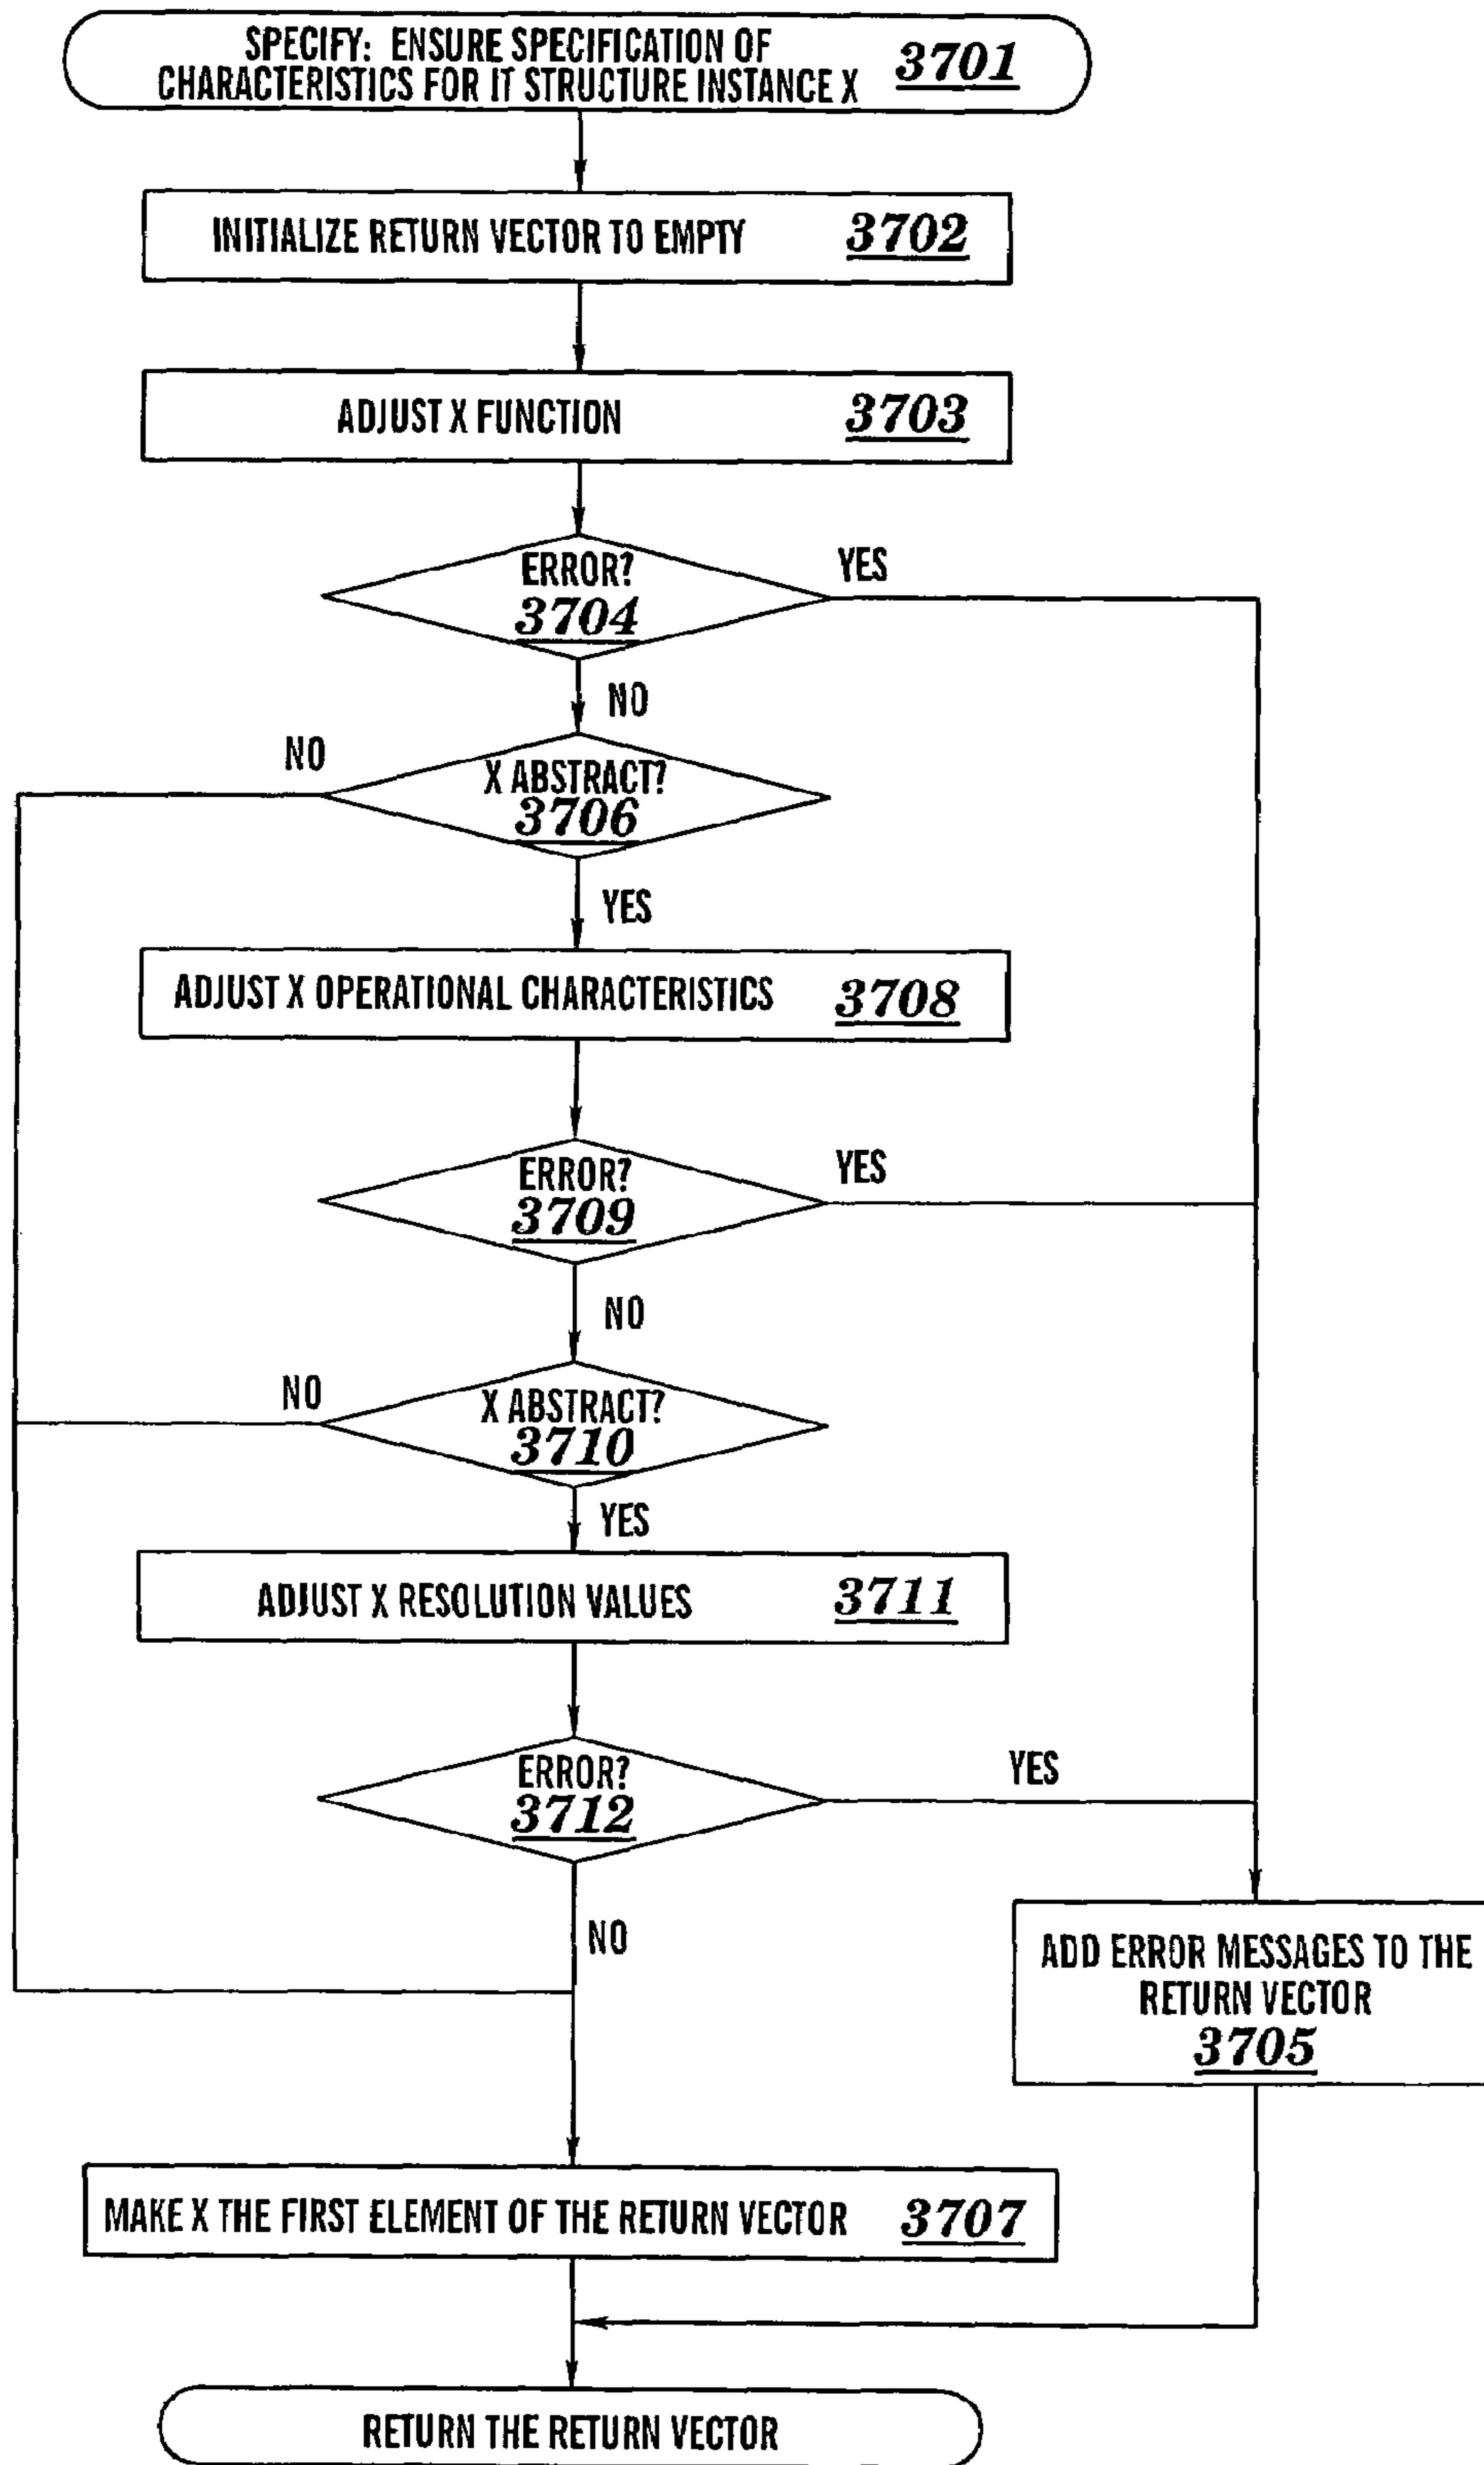 SPECIFY: ENSURE SPECIFICATION OF
CHARACTERISTICS FOR IT STRUCTURE INSTANCE X 3701
INITIALIZE RETURN VECTOR TO EMPTY 3702
ADJUST X FUNCTION 3703
ERROR?
3704
YES
NO
NO
X ABSTRACT?
3706
YES
ADJUST X OPERATIONAL CHARACTERISTICS 3708
ERROR?
3709
YES
NO
NO
X ABSTRACT?
3710
YES
ADJUST X RESOLUTION VALUES 3711
ERROR?
3712
YES
NO
ADD ERROR MESSAGES TO THE
RETURN VECTOR
3705
MAKE X THE FIRST ELEMENT OF THE RETURN VECTOR 3707
RETURN THE RETURN VECTOR